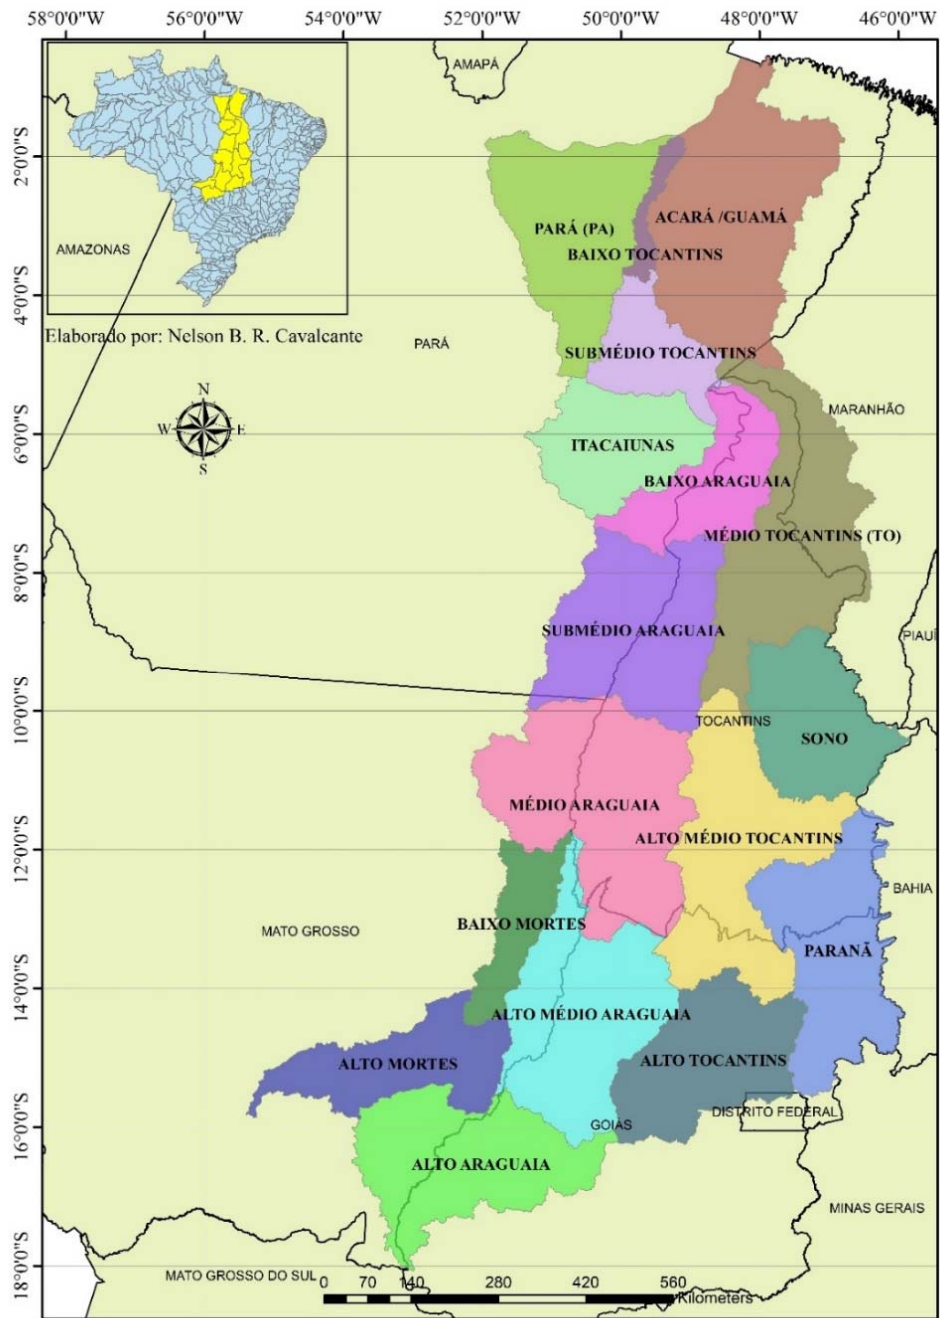 58°0'0"W 56°0'0"W 54°0'0"W 52°0'0"W 50°0'0"W 48°0'0"W 46°0'0"W
AMAPÁ
2°0'0"S
ACARÁ /GUAMÁ
PARÁ (PA)
AMAZONAS
BAIXO TOCANTINS
4°0'0"S
Elaborado por: Nelson B. R. Cavalcante
PARÁ
SUBMÉDIO TOCANTINS
N
MARANHÃO
W E
6°0'0"S
ITACAIUNAS
S
BAIXO ARAGUAIA
MÉDIO TOCANTINS (TO)
8°0'0"S
SUBMÉDIO ARAGUAIA
PIAUÍ
10°0'0"S
TOCANTINS
SONO
MÉDIO ARAGUAIA
ALTO MÉDIO TOCANTINS
12°0'0"S
BAHIA
BAIXO MORTES
MATO GROSSO
PARANÃ
14°0'0"S
ALTO MÉDIO ARAGUAIA
ALTO MORTES
ALTO TOCANTINS
DISTRITO FEDERAL
16°0'0"S
GOIÁS
ALTO ARAGUAIA
MINAS GERAIS
18°0'0"S
MATO GROSSO DO SUL
0 70 140 280 420 560
Kilometers